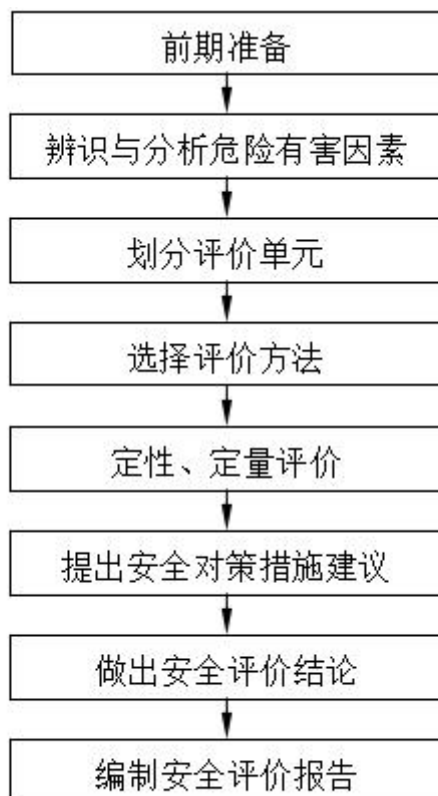 前期准备
辨识与分析危险有害因素
划分评价单元
选择评价方法
定性、定量评价
提出安全对策措施建议
做出安全评价结论
编制安全评价报告